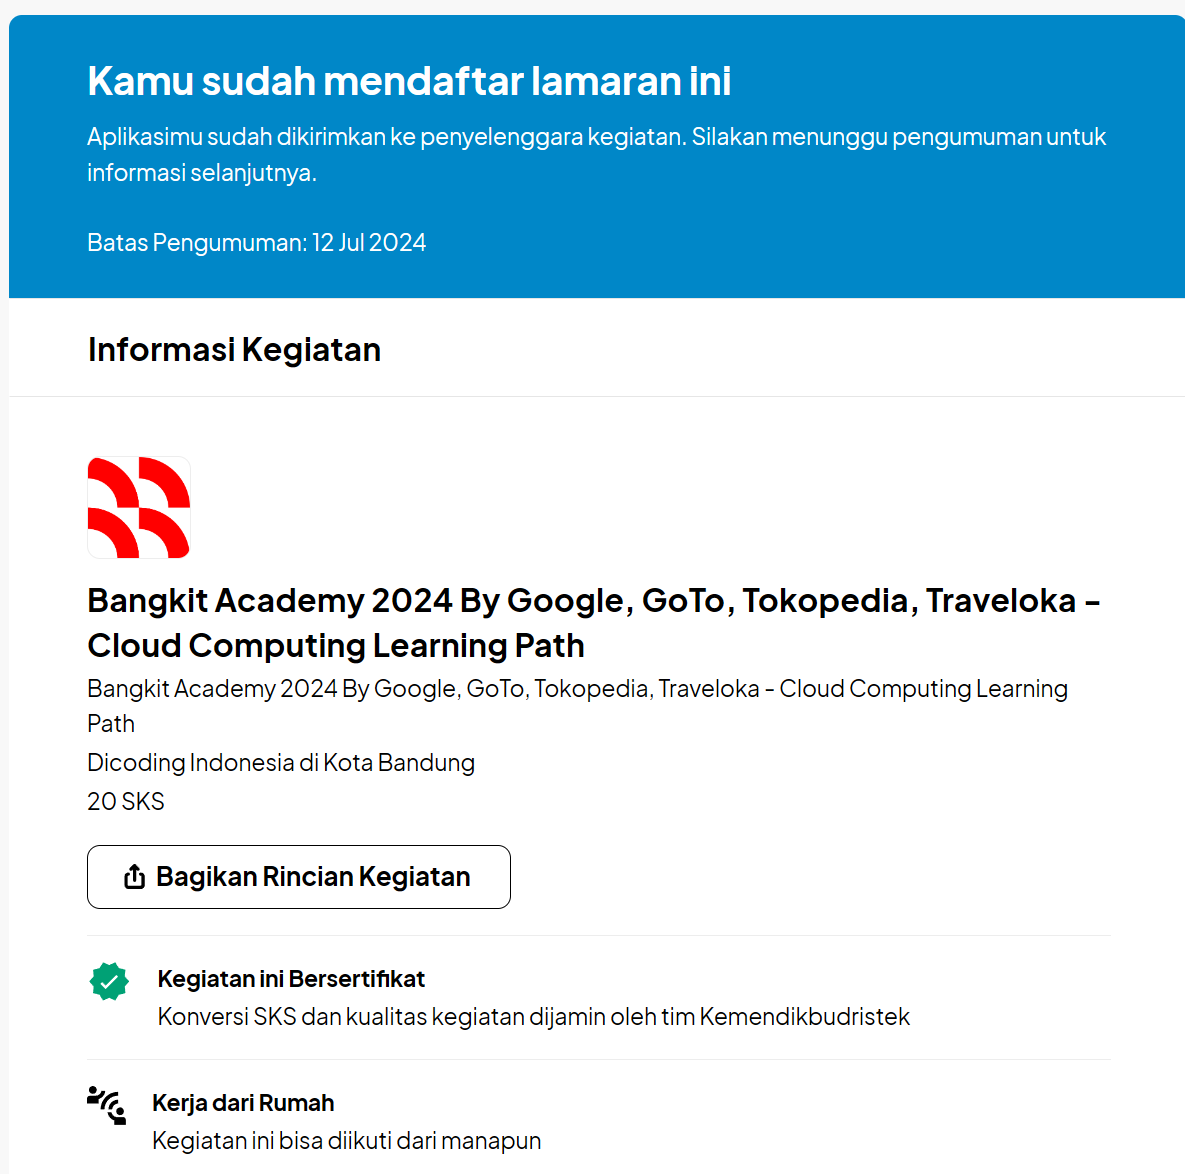 Kamu sudah mendaftar lamaran ini
Aplikasimu sudah dikirimkan ke penyelenggara kegiatan. Silakan menunggu pengumuman untuk
informasi selanjutnya.
Batas Pengumuman: 12 Jul 2024
Informasi Kegiatan
Bangkit Academy 2024 By Google, GoTo, Tokopedia, Traveloka -
Cloud Computing Learning Path
Bangkit Academy 2024 By Google, GoTo, Tokopedia, Traveloka - Cloud Computing Learning
Path
Dicoding Indonesia di Kota Bandung
20 SKS
Bagikan Rincian Kegiatan
Kegiatan ini Bersertifikat
Konversi SKS dan kualitas kegiatan dijamin oleh tim Kemendikbudristek
Kerja dari Rumah
Kegiatan ini bisa diikuti dari manapun